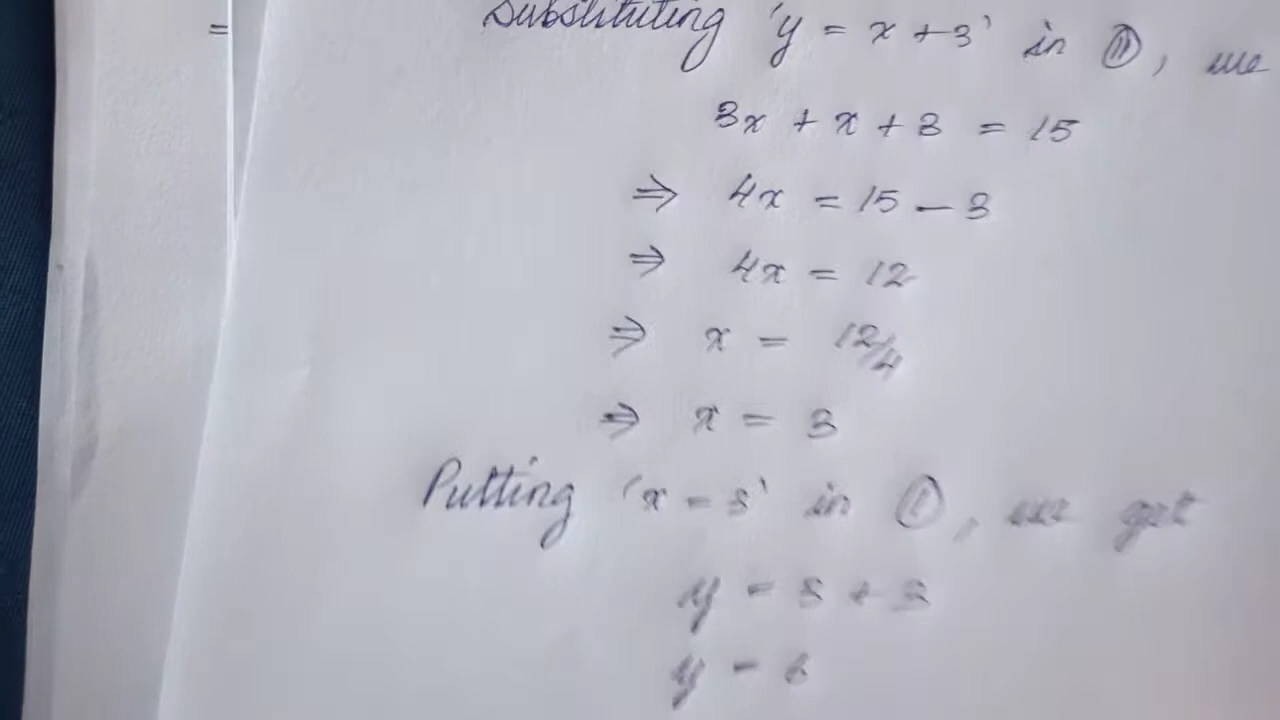 =
Substituting 'y = x + 3' in ⓘⓘ, we
3x + x + 3 = 15
⇒ 4x = 15 - 3
⇒ 4x = 12
⇒ x = 12/4
⇒ x = 3
Putting 'x = 3' in ⓘ, we get
y = 3 + 3
y = 6